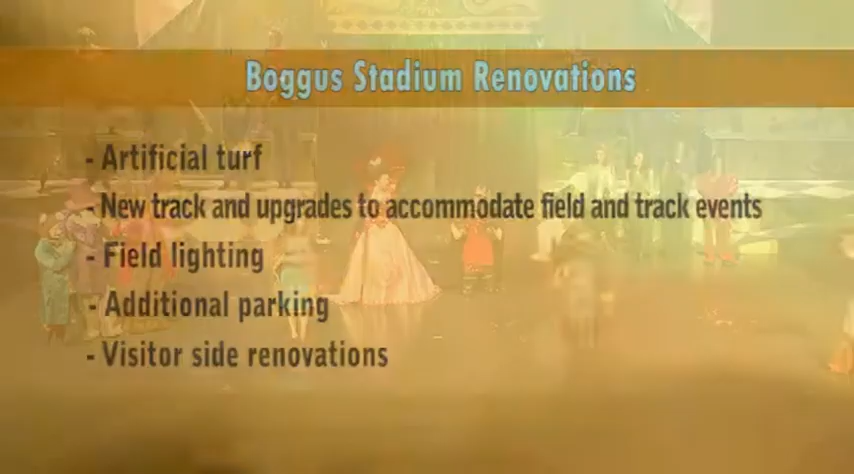 Boggus Stadium Renovations
- Artificial turf
- New track and upgrades to accommodate field and track events
- Field lighting
- Additional parking
- Visitor side renovations